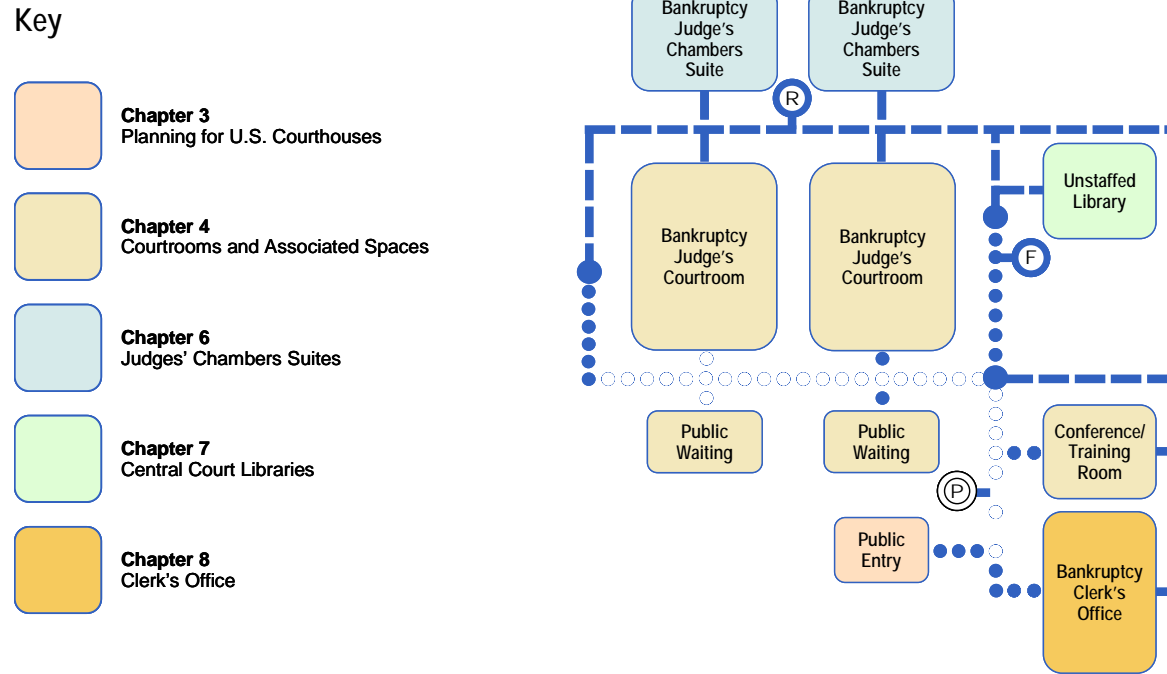 Key
Chapter 3
Planning for U.S. Courthouses
Chapter 4
Courtrooms and Associated Spaces
Chapter 6
Judges' Chambers Suites
Chapter 7
Central Court Libraries
Chapter 8
Clerk's Office
Bankruptcy
Judge's
Chambers
Suite
Bankruptcy
Judge's
Chambers
Suite
R
Bankruptcy
Judge's
Courtroom
Bankruptcy
Judge's
Courtroom
Unstaffed
Library
F
Public
Waiting
Public
Waiting
Conference/
Training
Room
P
Public
Entry
Bankruptcy
Clerk's
Office